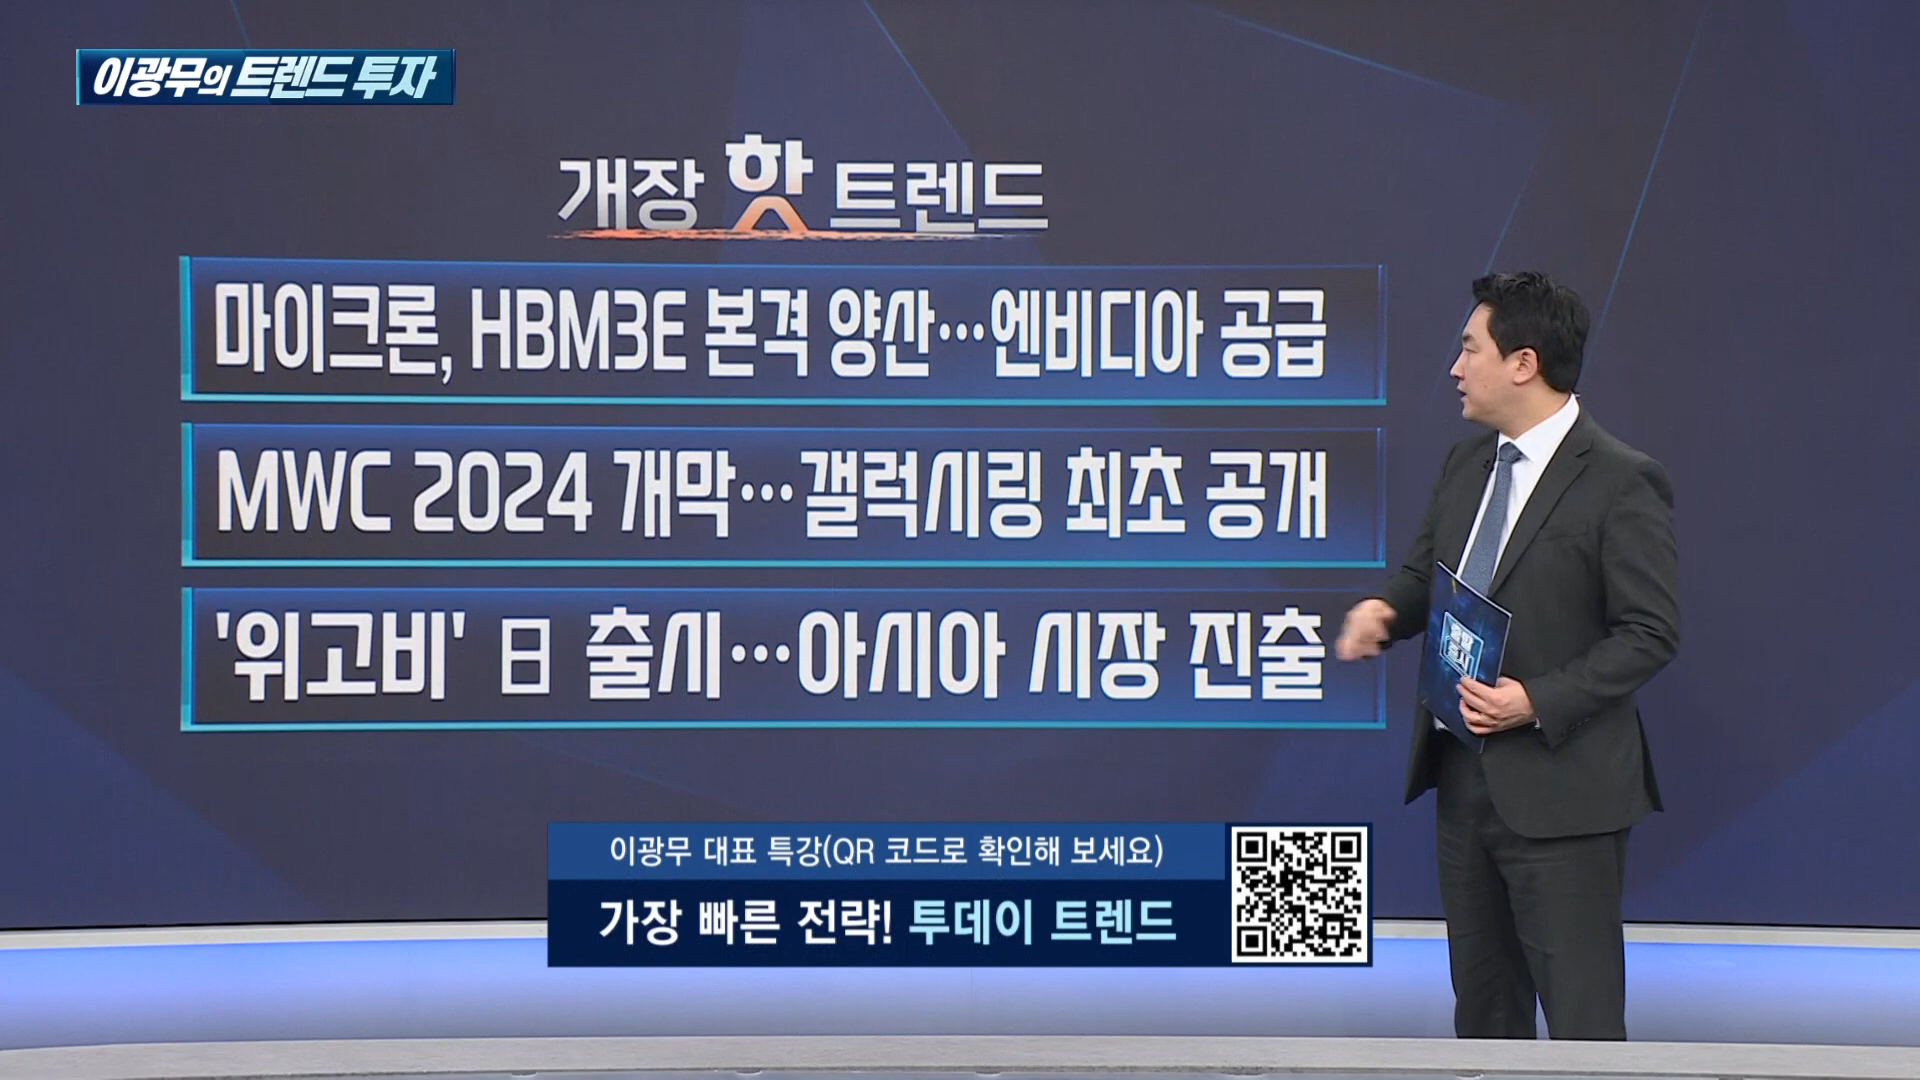 이광무의 트렌드 투자
개장 핫 트렌드
마이크론, HBM3E 본격 양산…엔비디아 공급
MWC 2024 개막…갤럭시링 최초 공개
'위고비' 日 출시…아시아 시장 진출
이광무 대표 특강(QR 코드로 확인해 보세요)
가장 빠른 전략! 투데이 트렌드